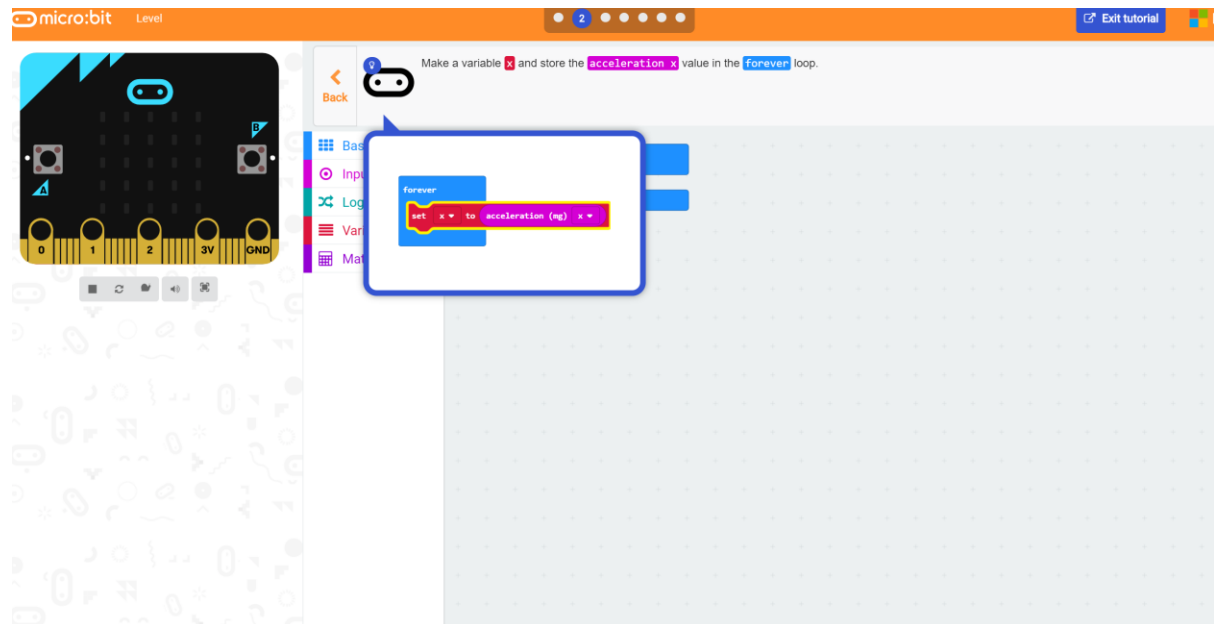 micro:bit Level 2 Exit tutorial
Make a variable x and store the acceleration x value in the forever loop.
Back
B
A
0 1 2 3V GND
Bas
Inpu
Log
Vari
Mat
forever
set x to acceleration (mg) x